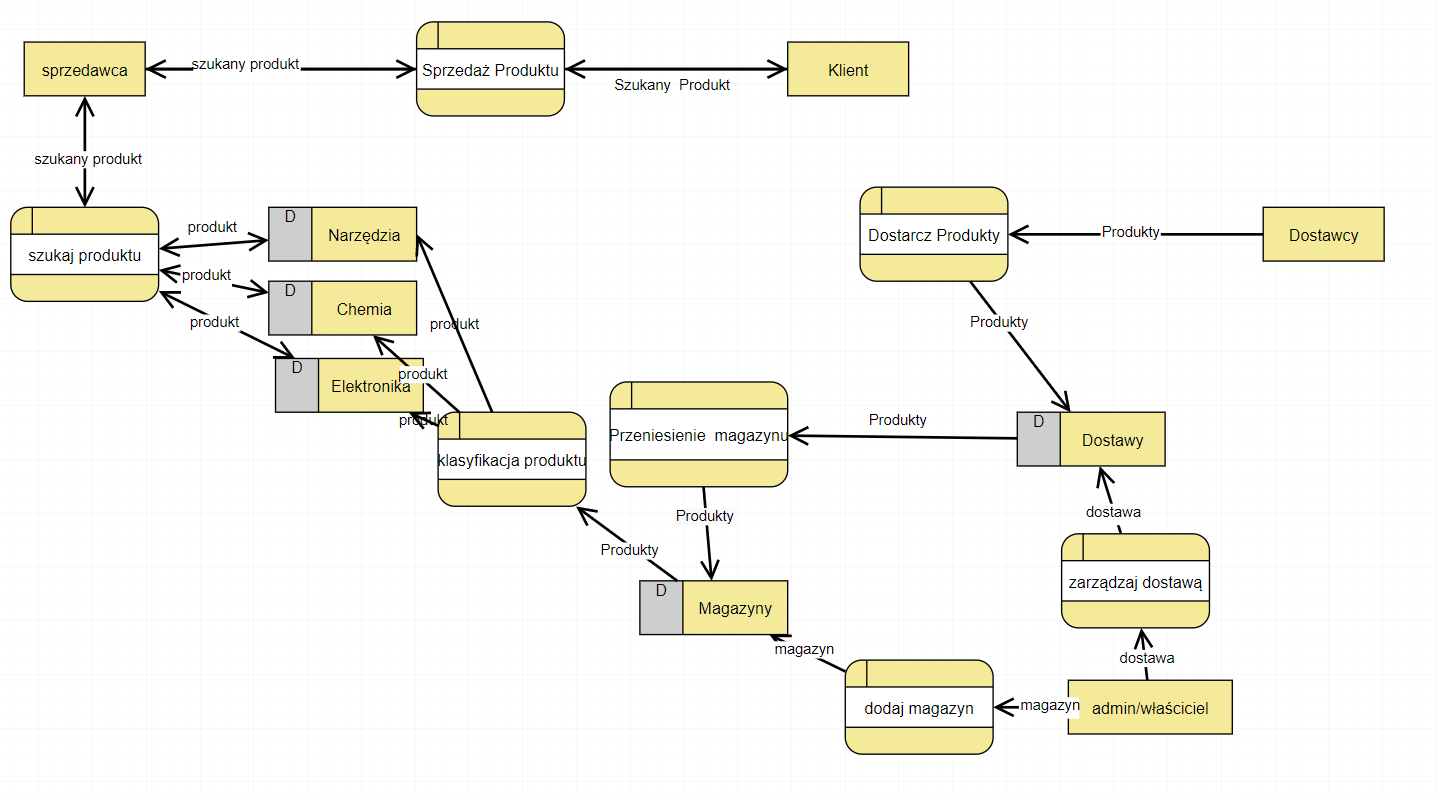 sprzedawca
szukany produkt
Sprzedaż Produktu
Szukany  Produkt
Klient
szukany produkt
szukaj produktu
produkt
produkt
produkt
D
Narzędzia
D
Chemia
D
Elektronika
produkt
produkt
produkt
klasyfikacja produktu
Dostarcz Produkty
Produkty
Dostawcy
Produkty
Przeniesienie  magazynu
Produkty
D
Dostawy
Produkty
Produkty
dostawa
zarządzaj dostawą
D
Magazyny
magazyn
dostawa
dodaj magazyn
magazyn
admin/właściciel